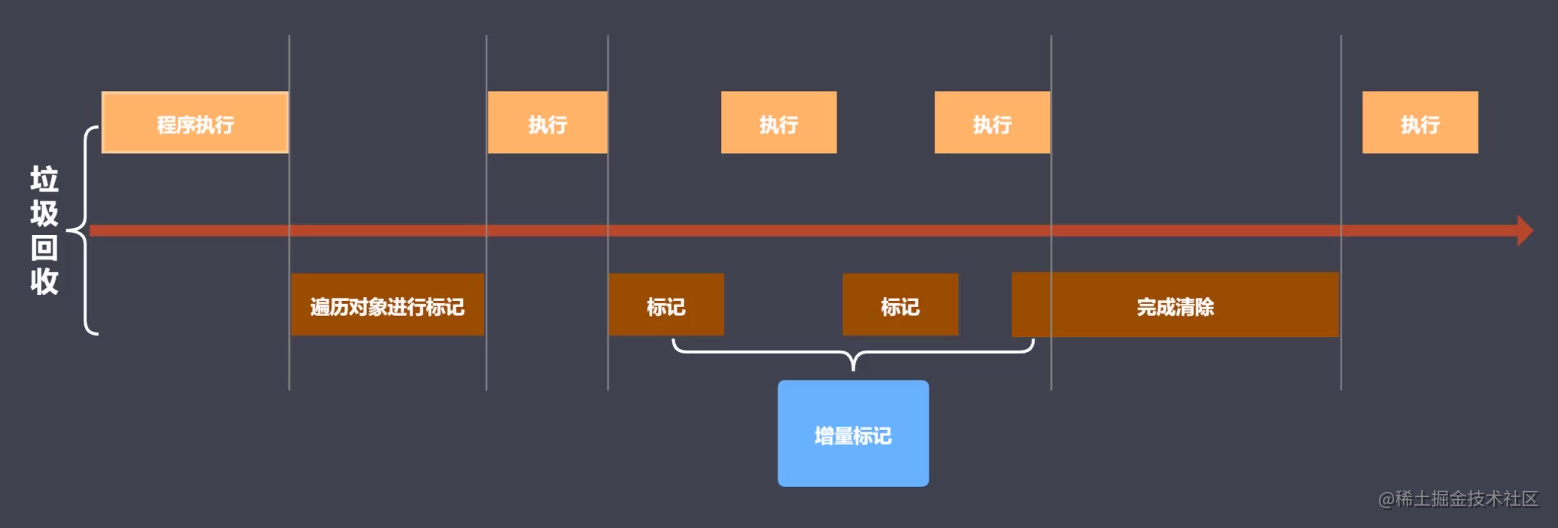 程序执行
执行
执行
执行
执行
垃圾回收
遍历对象进行标记
标记
标记
完成清除
增量标记
@稀土掘金技术社区